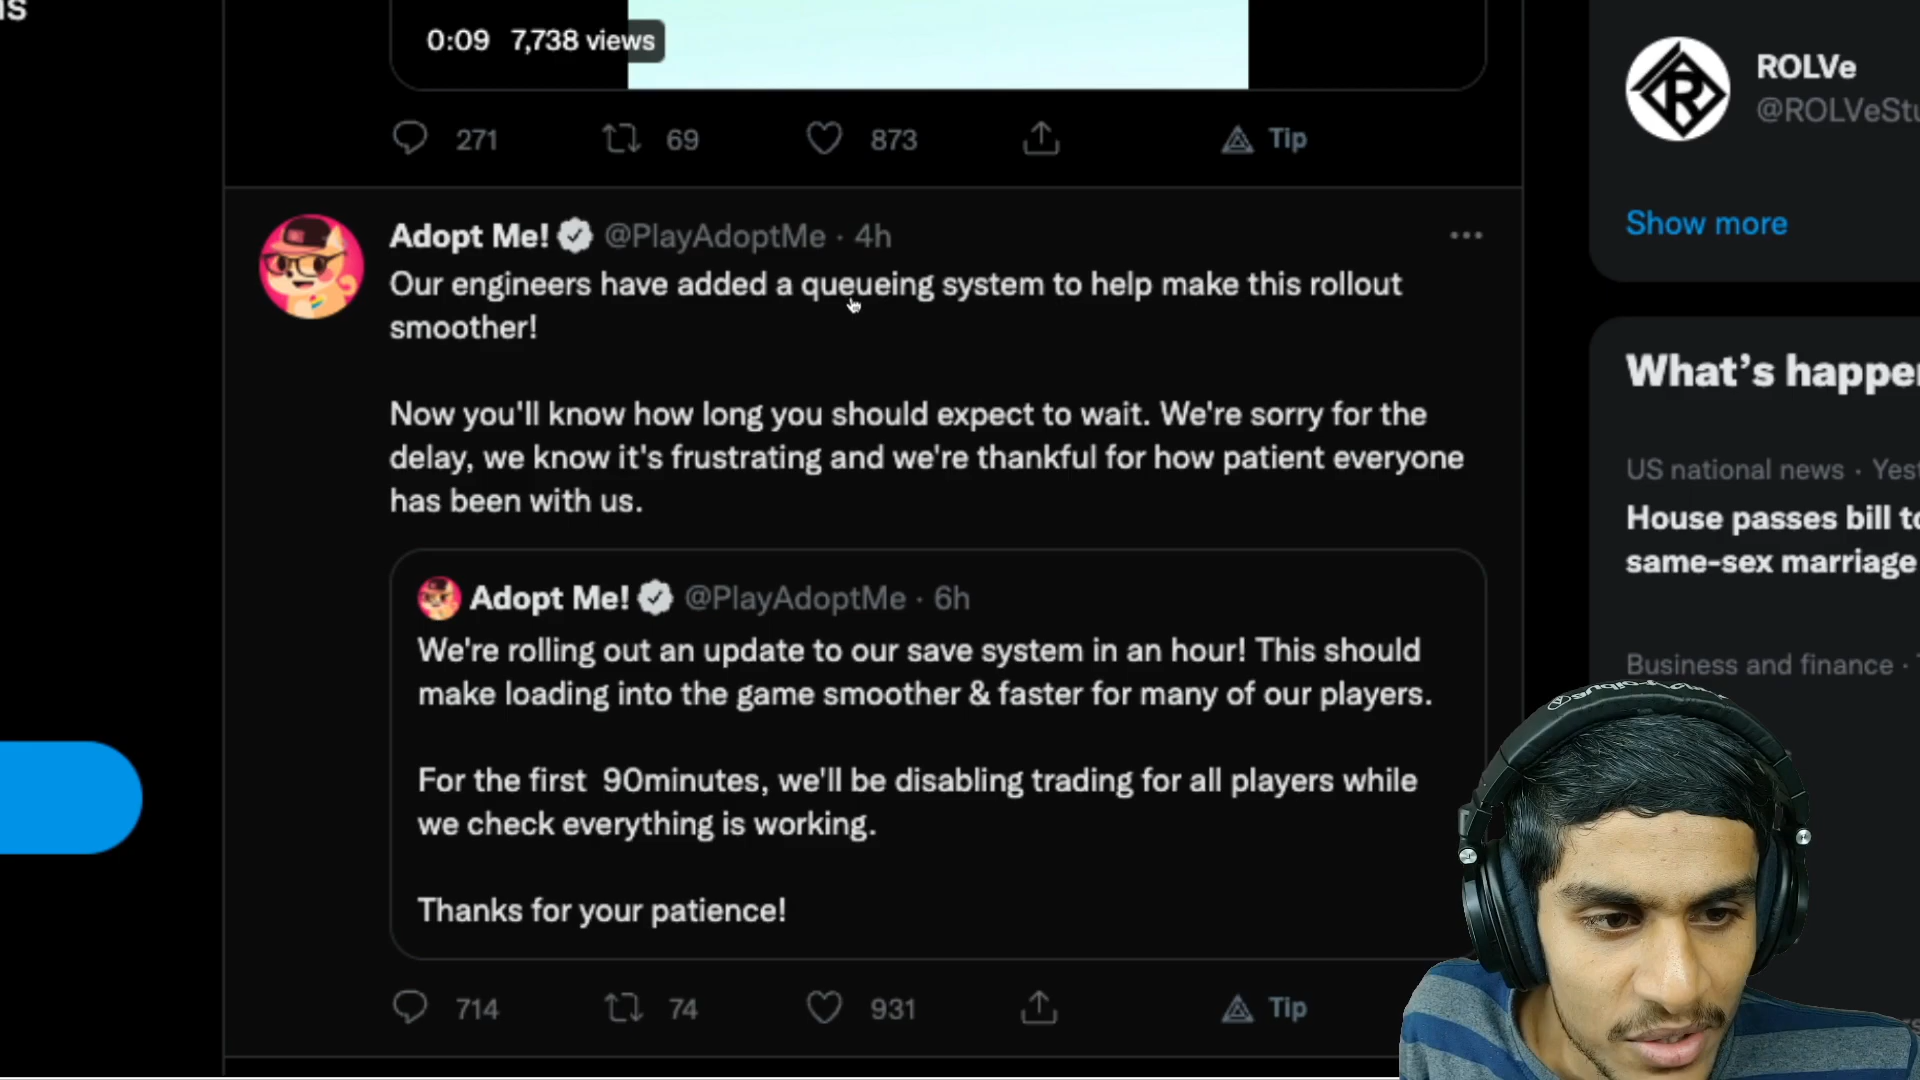 0:09 7,738 views
271 69 873 Tip
Adopt Me! @PlayAdoptMe · 4h
Our engineers have added a queueing system to help make this rollout
smoother!
Now you'll know how long you should expect to wait. We're sorry for the
delay, we know it's frustrating and we're thankful for how patient everyone
has been with us.
Adopt Me! @PlayAdoptMe · 6h
We're rolling out an update to our save system in an hour! This should
make loading into the game smoother & faster for many of our players.
For the first 90minutes, we'll be disabling trading for all players while
we check everything is working.
Thanks for your patience!
714 74 931 Tip
ROLVe
@ROLVeStu
Show more
What's happe
US national news · Yest
House passes bill to
same-sex marriage
Business and finance ·
audio-technica